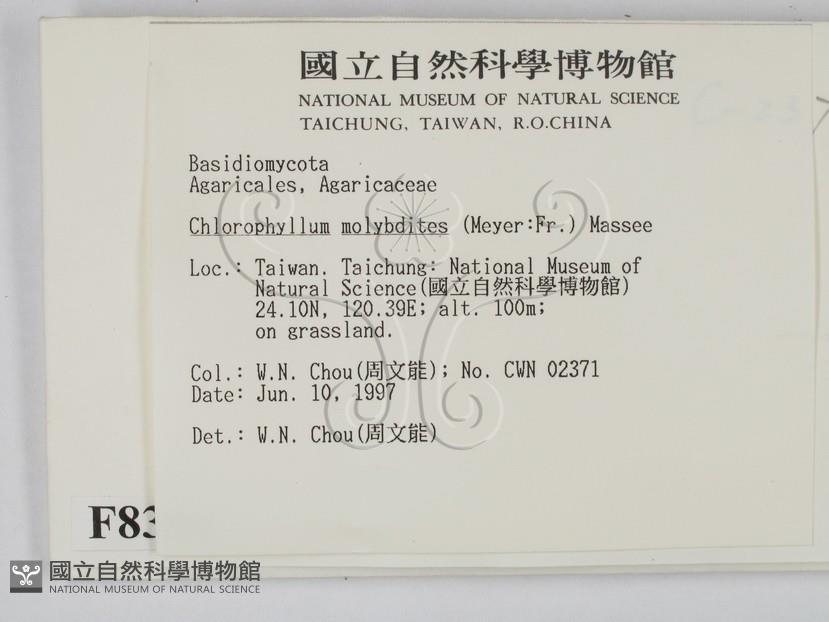 國立自然科學博物館
NATIONAL MUSEUM OF NATURAL SCIENCE
TAICHUNG, TAIWAN, R.O.CHINA
Basidiomycota
Agaricales, Agaricaceae
Chlorophyllum molybdites (Meyer:Fr.) Massee
Loc.: Taiwan. Taichung: National Museum of
Natural Science(國立自然科學博物館)
24.10N, 120.39E; alt. 100m;
on grassland.
Col.: W.N. Chou(周文能); No. CWN 02371
Date: Jun. 10, 1997
Det.: W.N. Chou(周文能)
F83
國立自然科學博物館
NATIONAL MUSEUM OF NATURAL SCIENCE